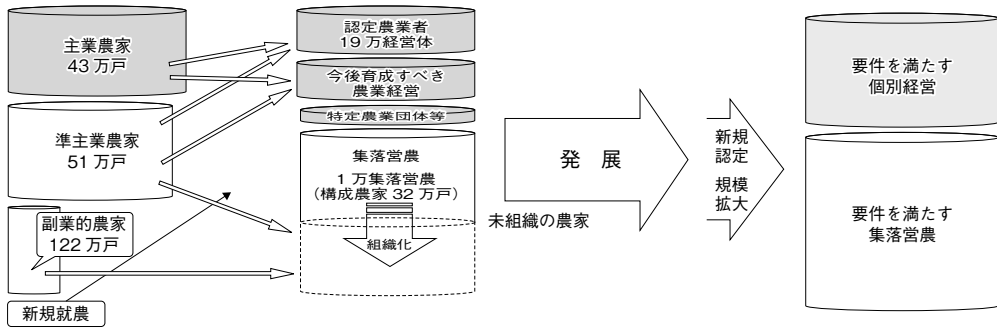 主業農家
43 万戸
準主業農家
51 万戸
副業的農家
122 万戸
新規就農
認定農業者
19 万経営体
今後育成すべき
農業経営
特定農業団体等
集落営農
1 万集落営農
(構成農家 32 万戸)
組織化
未組織の農家
発 展
新規
認定
規模
拡大
要件を満たす
個別経営
要件を満たす
集落営農